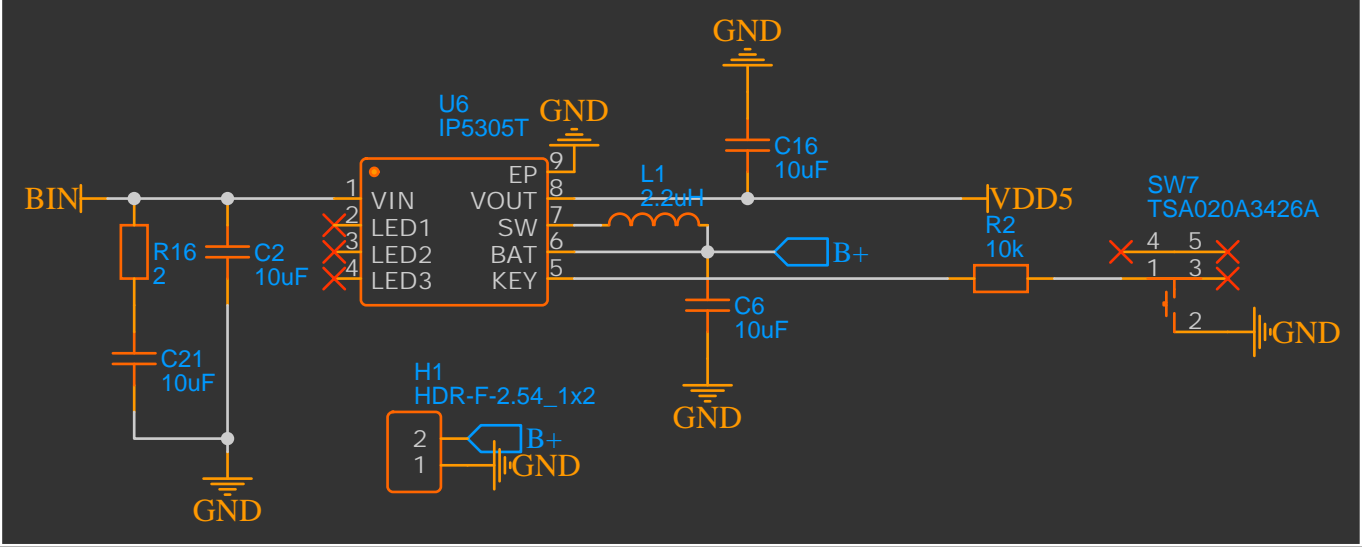 GND
U6
IP5305T
GND
C16
10uF
L1
2.2uH
9
EP
BIN
1
VIN
VOUT
8
VDD5
SW7
TSA020A3426A
2
LED1
SW
7
R2
10k
3
LED2
BAT
6
B+
4
5
4
LED3
KEY
5
1
3
R16
2
C2
10uF
C6
10uF
2
GND
C21
10uF
H1
HDR-F-2.54_1x2
GND
2
B+
1
GND
GND